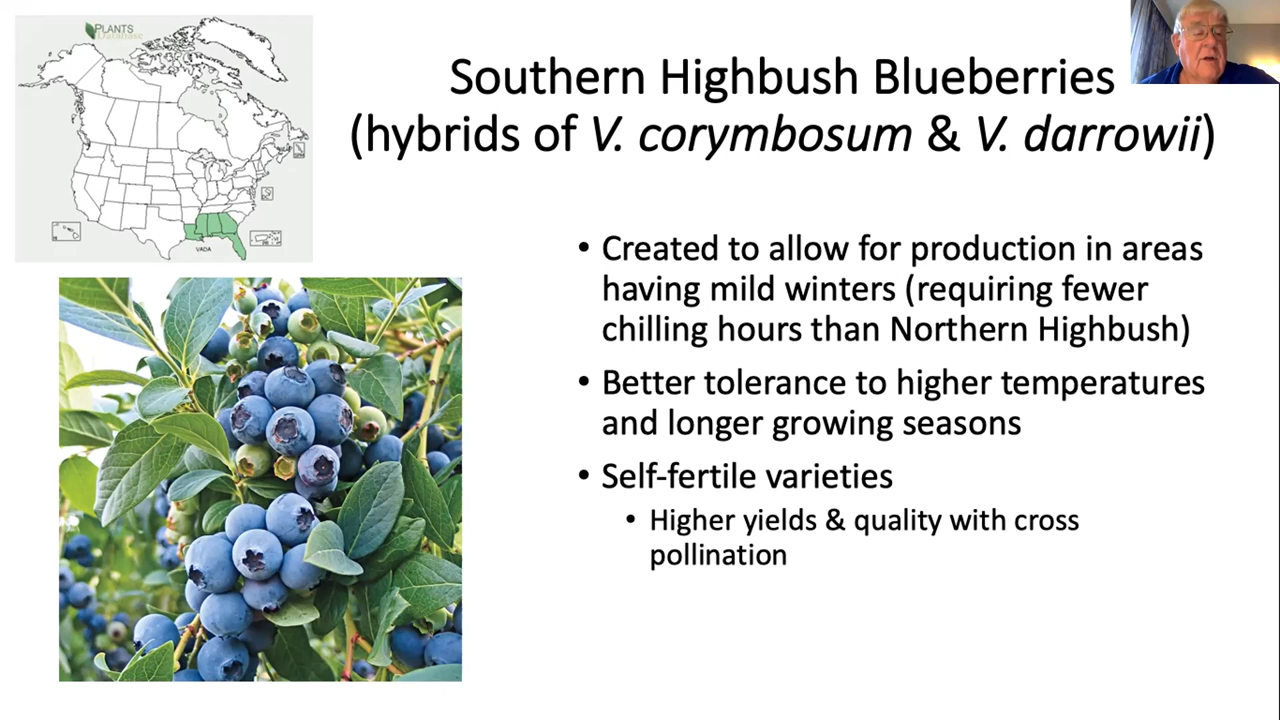 PLANTS
Database
VADA
Southern Highbush Blueberries
(hybrids of V. corymbosum & V. darrowii)
• Created to allow for production in areas
having mild winters (requiring fewer
chilling hours than Northern Highbush)
• Better tolerance to higher temperatures
and longer growing seasons
• Self-fertile varieties
• Higher yields & quality with cross
pollination